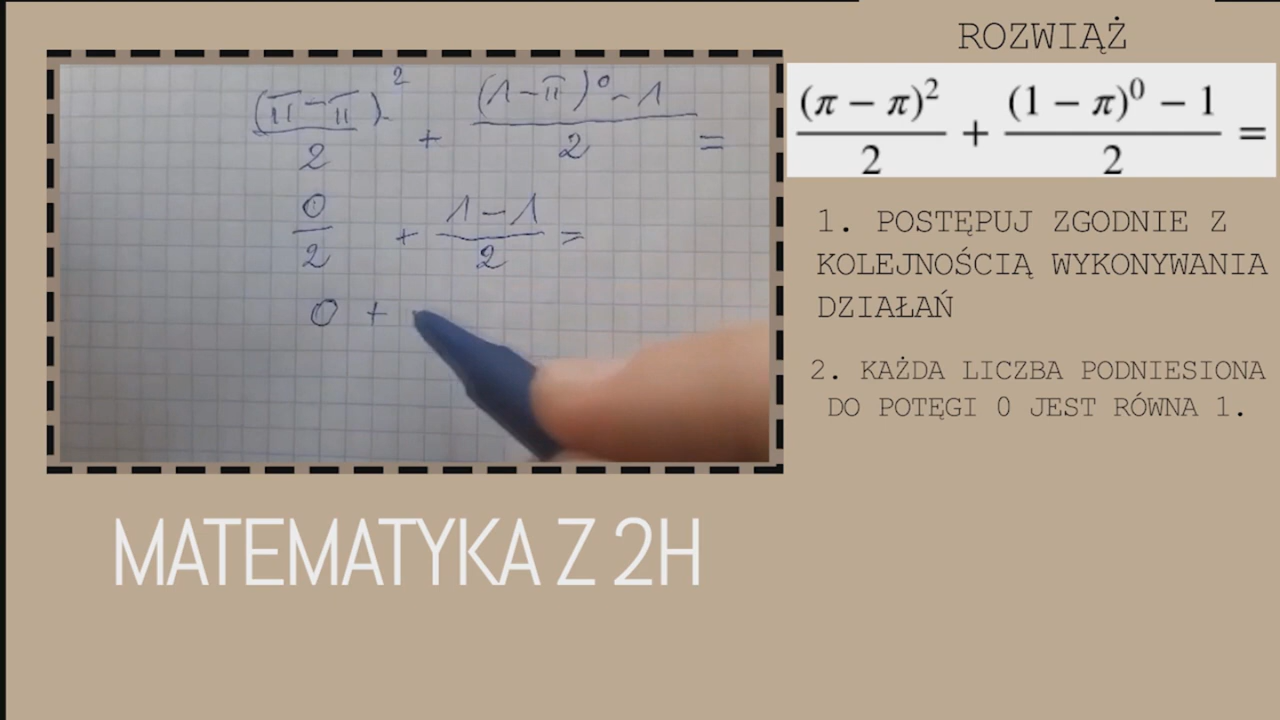 (π-π)² + (1-π)⁰-1 =
2 2
0 + 1-1 =
2 2
0 +
MATEMATYKA Z 2H
ROZWIĄŻ
(π − π)² + (1 − π)⁰ − 1 =
2 2
1. POSTĘPUJ ZGODNIE Z
KOLEJNOŚCIĄ WYKONYWANIA
DZIAŁAŃ
2. KAŻDA LICZBA PODNIESIONA
DO POTĘGI 0 JEST RÓWNA 1.